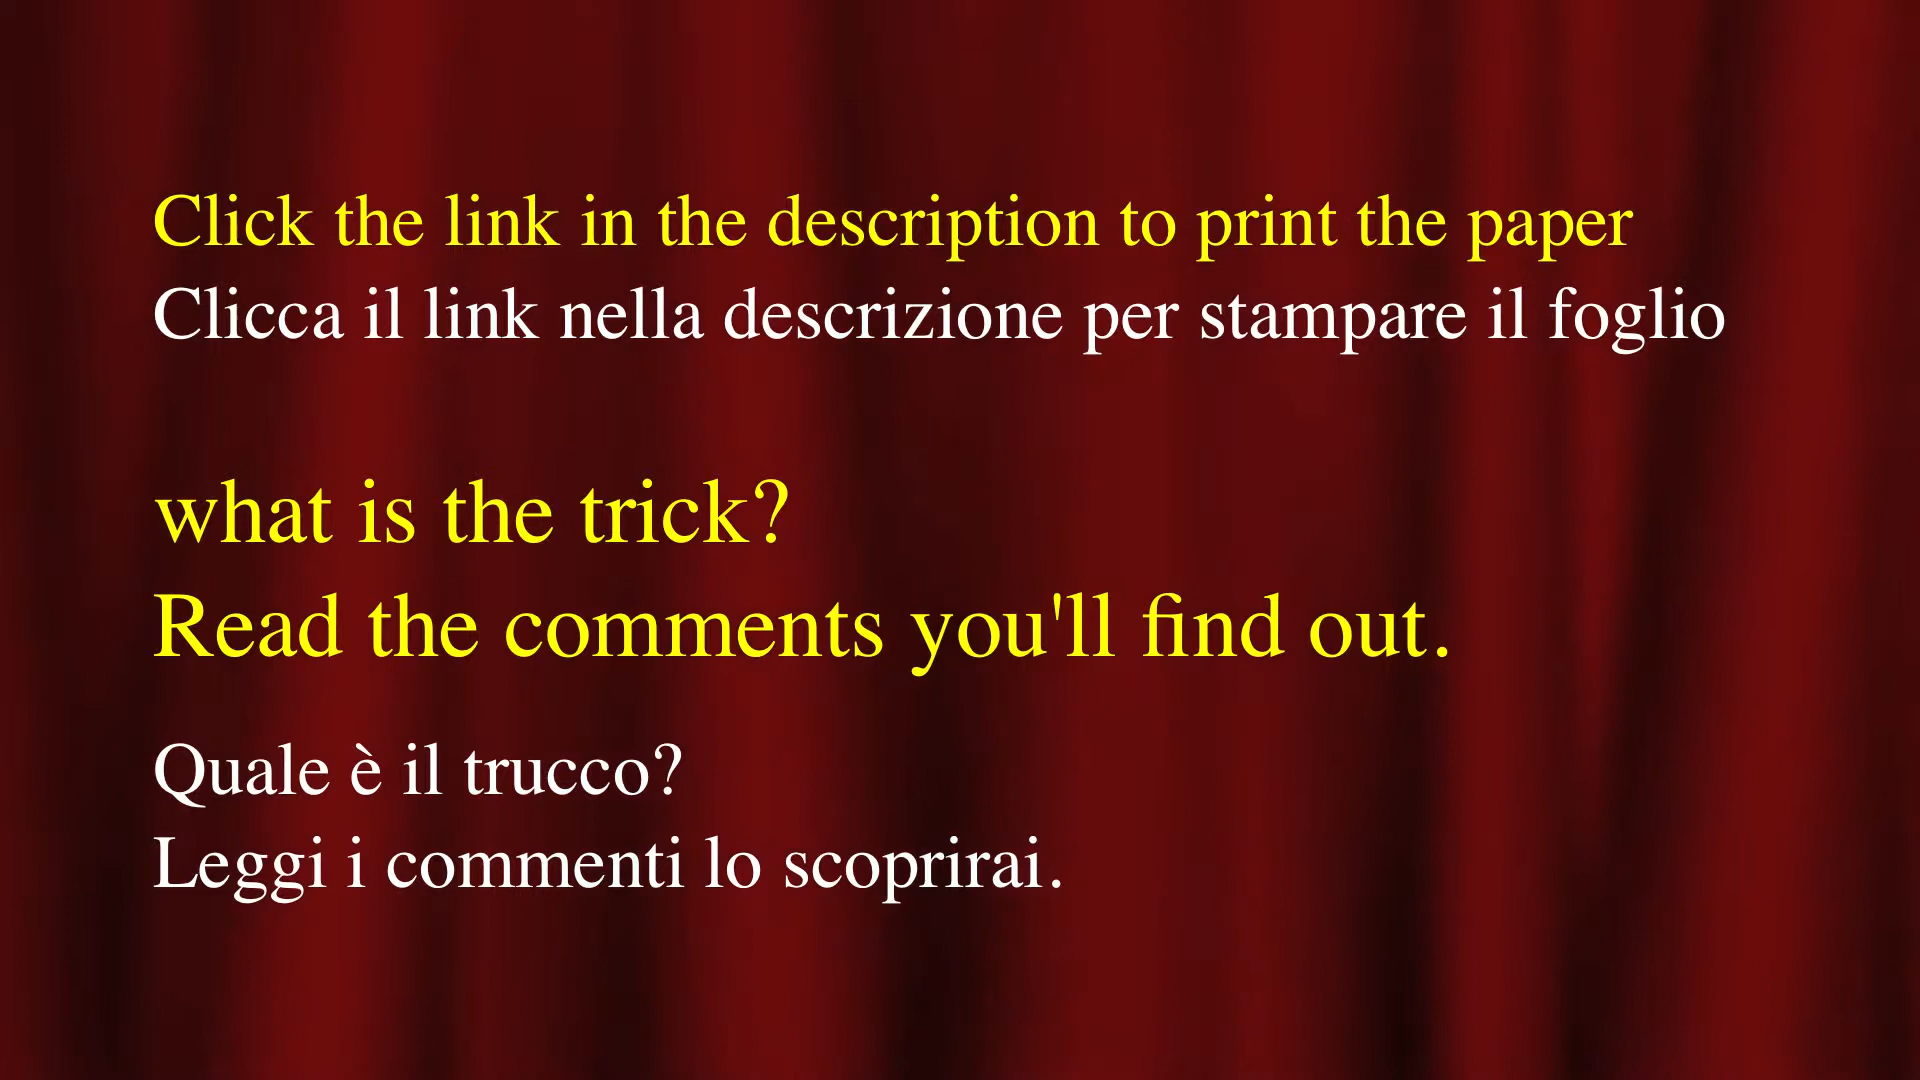 Click the link in the description to print the paper
Clicca il link nella descrizione per stampare il foglio
what is the trick?
Read the comments you'll find out.
Quale è il trucco?
Leggi i commenti lo scoprirai.